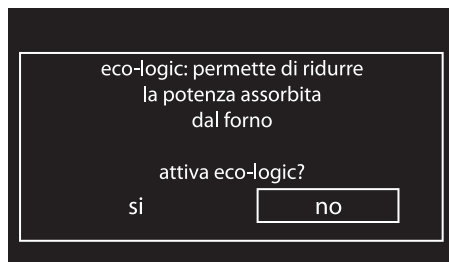 eco-logic: permette di ridurre
la potenza assorbita
dal forno
attiva eco-logic?
si no